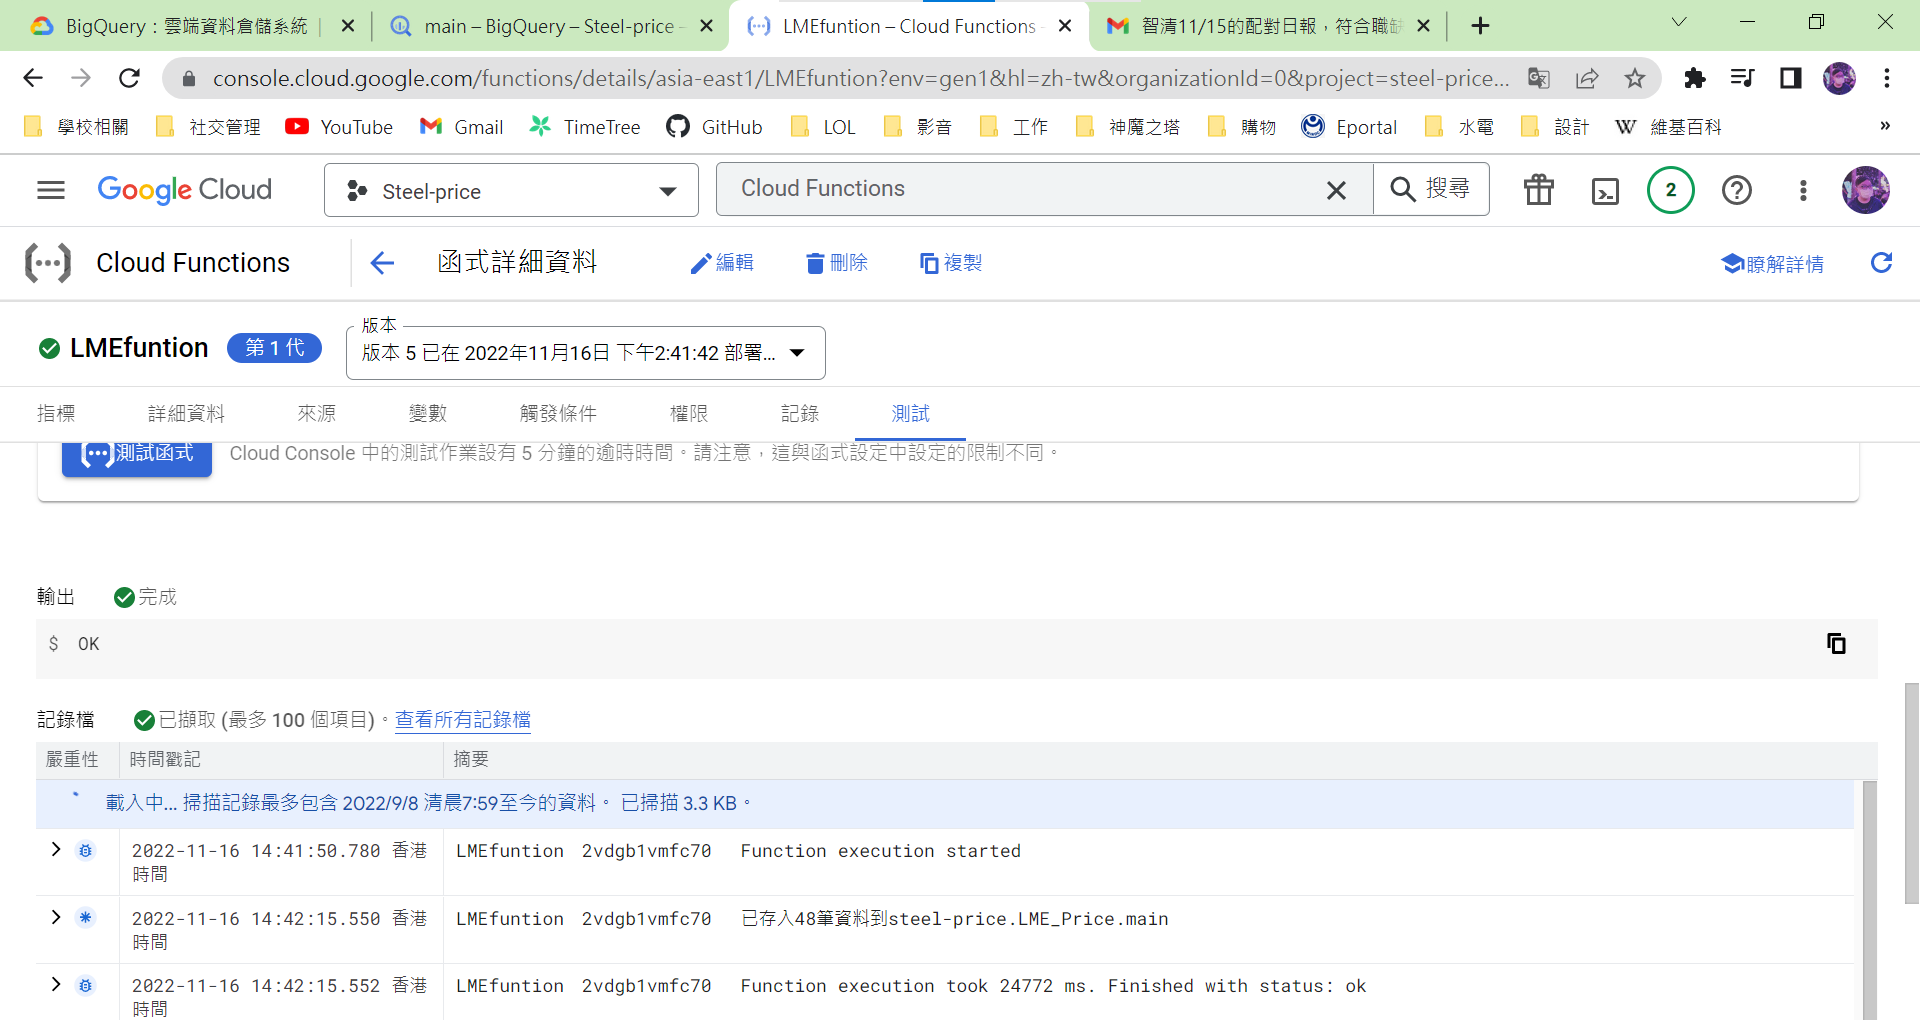 BigQuery：雲端資料倉儲系統
main – BigQuery – Steel-price -
LMEfuntion – Cloud Functions -
智清11/15的配對日報，符合職缺
console.cloud.google.com/functions/details/asia-east1/LMEfuntion?env=gen1&hl=zh-tw&organizationId=0&project=steel-price...
學校相關 社交管理 YouTube Gmail TimeTree GitHub LOL 影音 工作 神魔之塔 購物 Eportal 水電 設計 W 維基百科 »
Google Cloud Steel-price Cloud Functions 搜尋 2
Cloud Functions 函式詳細資料 編輯 刪除 複製 瞭解詳情
版本
LMEfuntion 第 1 代 版本 5 已在 2022年11月16日 下午2:41:42 部署...
指標 詳細資料 來源 變數 觸發條件 權限 記錄 測試
測試函式 Cloud Console 中的測試作業設有 5 分鐘的逾時時間。請注意，這與函式設定中設定的限制不同。
輸出 完成
$ OK
記錄檔 已擷取 (最多 100 個項目)。查看所有記錄檔
嚴重性 時間戳記 摘要
載入中... 掃描記錄最多包含 2022/9/8 清晨7:59至今的資料。 已掃描 3.3 KB。
2022-11-16 14:41:50.780 香港時間 LMEfuntion 2vdgb1vmfc70 Function execution started
2022-11-16 14:42:15.550 香港時間 LMEfuntion 2vdgb1vmfc70 已存入48筆資料到steel-price.LME_Price.main
2022-11-16 14:42:15.552 香港時間 LMEfuntion 2vdgb1vmfc70 Function execution took 24772 ms. Finished with status: ok